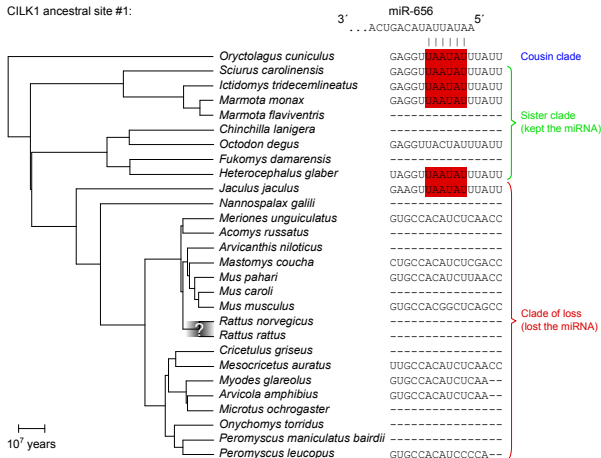 CILK1 ancestral site #1:
miR-656
3´ ...ACUGACAUAUUAUAA 5´
Oryctolagus cuniculus GAGGUUAAUAUUUAUU Cousin clade
Sciurus carolinensis GAGGUUAAUAUUUAUU
Ictidomys tridecemlineatus GAGGUUAAUAUUUAUU
Marmota monax GAGGUUAAUAUUUAUU
Marmota flaviventris ----------------
Chinchilla lanigera ----------------
Sister clade
(kept the miRNA)
Octodon degus GAGGUUACUAUUUAUU
Fukomys damarensis ----------------
Heterocephalus glaber UAGGUUAAUAUUUAUU
Jaculus jaculus GAAGUUAAUAUUUAUU
Nannospalax galili ----------------
Meriones unguiculatus GUGCCACAUCUCAACC
Acomys russatus ----------------
Arvicanthis niloticus ----------------
Mastomys coucha CUGCCACAUCUCGACC
Mus pahari GUGCCACAUCUUAACC
Mus caroli ----------------
Mus musculus GUGCCACGGCUCAGCC
Clade of loss
(lost the miRNA)
? Rattus norvegicus ----------------
Rattus rattus ----------------
Cricetulus griseus ----------------
Mesocricetus auratus UUGCCACAUCUCAACC
Myodes glareolus GUGCCACAUCUCAA--
Arvicola amphibius GUGCCACAUCUCAA--
Microtus ochrogaster ----------------
Onychomys torridus ----------------
Peromyscus maniculatus bairdii ----------------
Peromyscus leucopus GUGCCACAUCCCCA--
10⁷ years